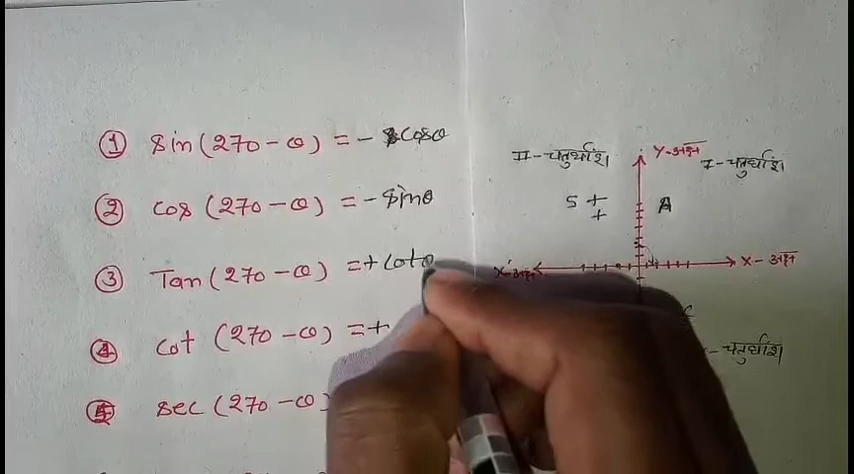 ① sin(270-θ) = - cosθ
② cos (270-θ) = -sinθ
③ Tan(270-θ) = + cotθ
④ cot (270-θ) = +
⑤ sec (270-θ)
Y-अक्ष
II-चतुर्थांश
I-चतुर्थांश
S + +
A
X'-अक्ष
X-अक्ष
C
-चतुर्थांश